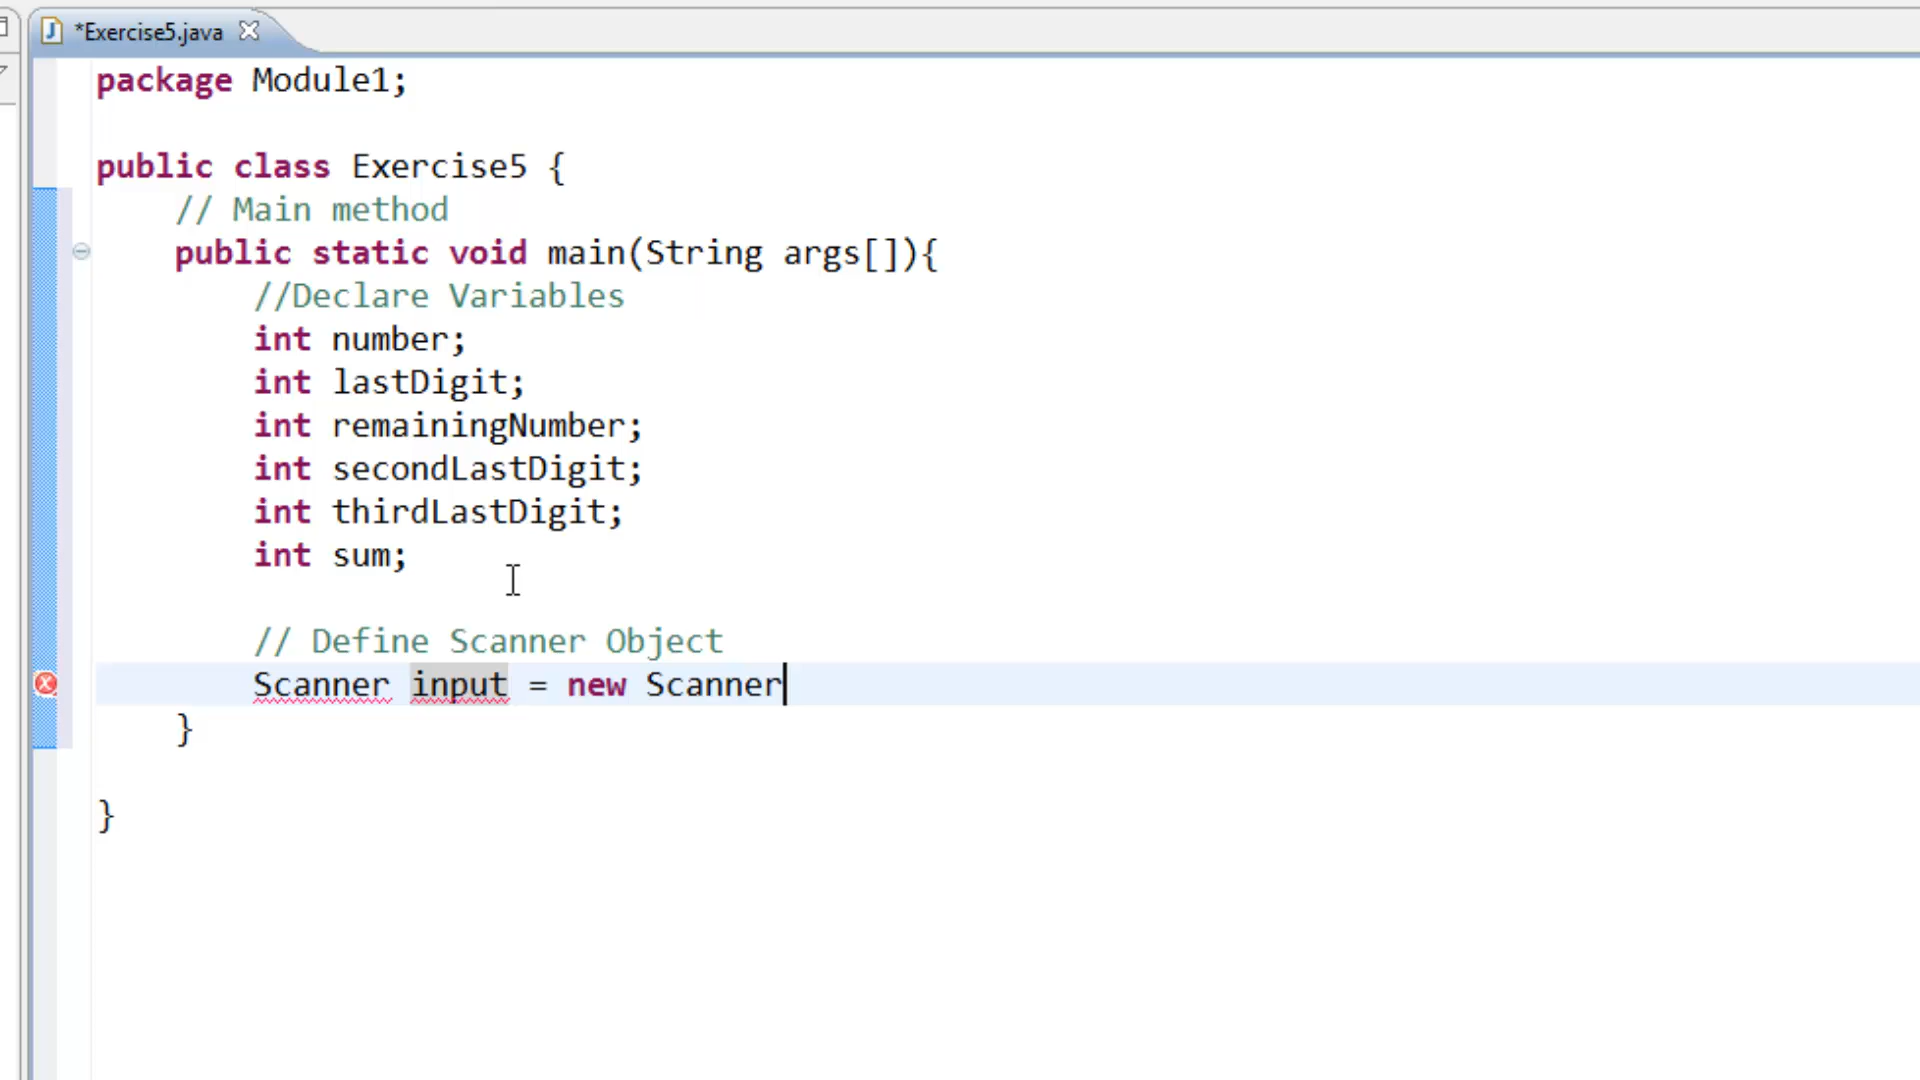 *Exercise5.java
package Module1;
public class Exercise5 {
// Main method
public static void main(String args[]){
//Declare Variables
int number;
int lastDigit;
int remainingNumber;
int secondLastDigit;
int thirdLastDigit;
int sum;
// Define Scanner Object
Scanner input = new Scanner
}
}